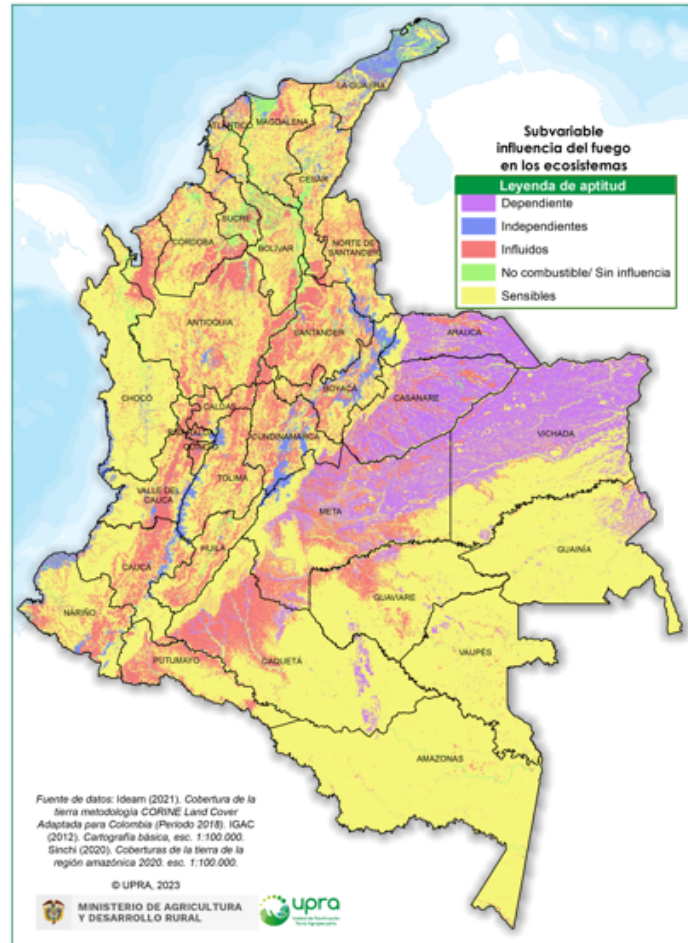 Subvariable
influencia del fuego
en los ecosistemas
Leyenda de aptitud
Dependiente
Independientes
Influidos
No combustible/ Sin influencia
Sensibles
LA GUAJIRA
ATLÁNTICO
MAGDALENA
CESAR
SUCRE
CÓRDOBA
BOLÍVAR
NORTE DE
SANTANDER
ANTIOQUIA
SANTANDER
ARAUCA
CHOCÓ
BOYACÁ
CASANARE
CALDAS
VICHADA
CUNDINAMARCA
TOLIMA
VALLE DEL
CAUCA
META
GUAINÍA
HUILA
CAUCA
GUAVIARE
NARIÑO
VAUPÉS
PUTUMAYO
CAQUETÁ
AMAZONAS
Fuente de datos: Ideam (2021). Cobertura de la
tierra metodología CORINE Land Cover
Adaptada para Colombia (Periodo 2018). IGAC
(2012). Cartografía básica, esc. 1:100.000.
Sinchi (2020). Coberturas de la tierra de la
región amazónica 2020. esc. 1:100.000.
© UPRA, 2023
MINISTERIO DE AGRICULTURA
Y DESARROLLO RURAL
upra